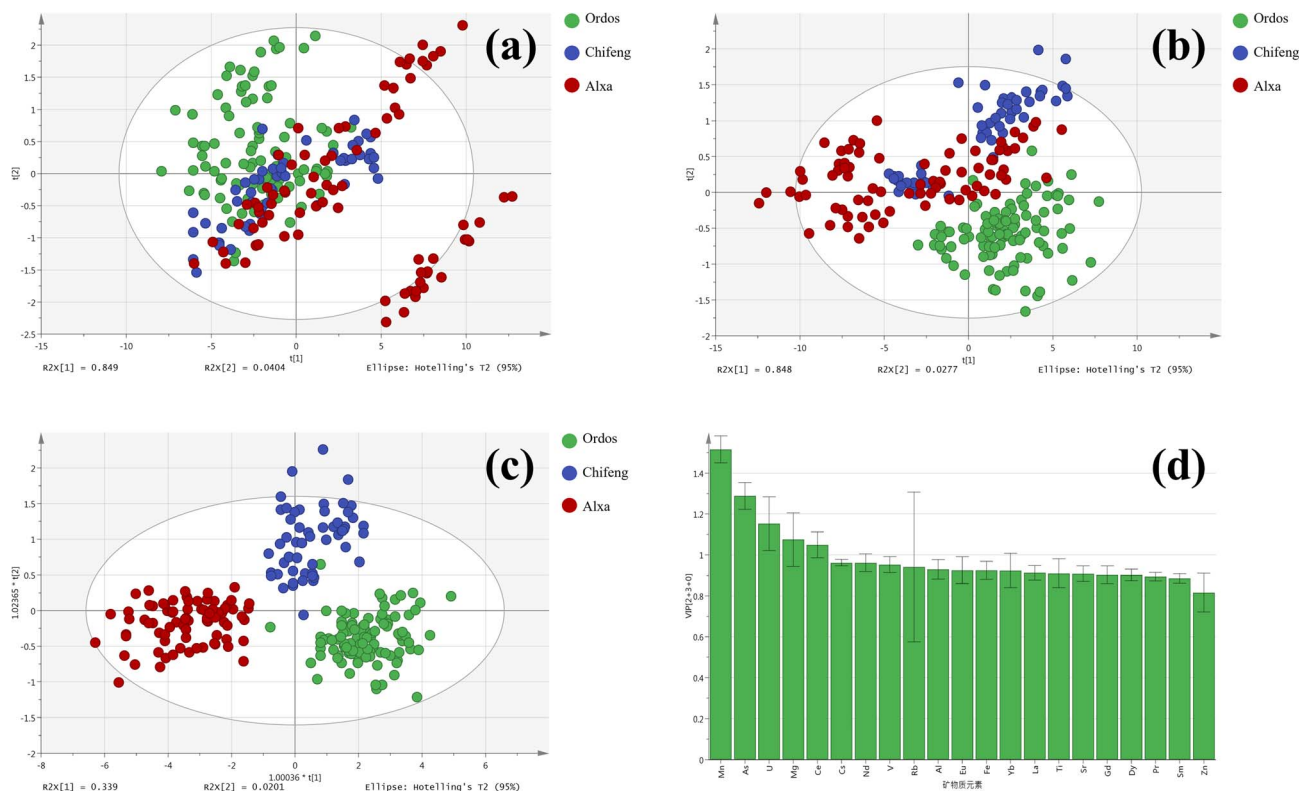 (a)
Ordos
Chifeng
Alxa
t[2]
2
1.5
1
0.5
0
-0.5
-1
-1.5
-2
-2.5
-15
-10
-5
0
5
10
t[1]
R2X[1] = 0.849
R2X[2] = 0.0404
Ellipse: Hotelling's T2 (95%)
(b)
Ordos
Chifeng
Alxa
t[2]
2
1.5
1
0.5
0
-0.5
-1
-1.5
-2
-15
-10
-5
0
5
10
t[1]
R2X[1] = 0.848
R2X[2] = 0.0277
Ellipse: Hotelling's T2 (95%)
(c)
Ordos
Chifeng
Alxa
1.02365 * t[2]
2
1.5
1
0.5
0
-0.5
-1
-1.5
-2
-8
-6
-4
-2
0
2
4
6
1.00036 * t[1]
R2X[1] = 0.339
R2X[2] = 0.0201
Ellipse: Hotelling's T2 (95%)
(d)
VIP[2+3+0]
1.4
1.2
1
0.8
0.6
0.4
0.2
0
Mn
As
U
Mg
Ce
Cs
Nd
V
Rb
Al
Eu
Fe
Yb
La
Ti
Sr
Gd
Dy
Pr
Sm
Zn
矿物质元素